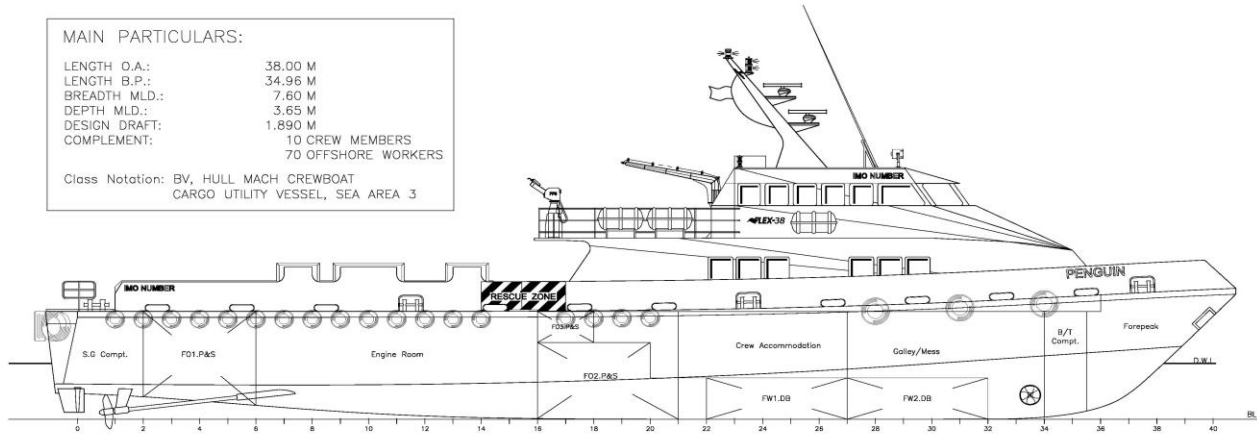 MAIN PARTICULARS:
LENGTH O.A.: 38.00 M
LENGTH B.P.: 34.96 M
BREADTH MLD.: 7.60 M
DEPTH MLD.: 3.65 M
DESIGN DRAFT: 1.890 M
COMPLEMENT: 10 CREW MEMBERS
70 OFFSHORE WORKERS
Class Notation: BV, HULL MACH CREWBOAT
CARGO UTILITY VESSEL, SEA AREA 3
IMO NUMBER
FLEX-38
PENGUIN
IMO NUMBER
RESCUE ZONE
FO3.P&S
S.G Compt.
FO1.P&S
Engine Room
FO2.P&S
Crew Accommodation
Galley/Mess
B/T
Compt.
Forepeak
D.W.L
FW1.DB
FW2.DB
BL
0 2 4 6 8 10 12 14 16 18 20 22 24 26 28 30 32 34 36 38 40